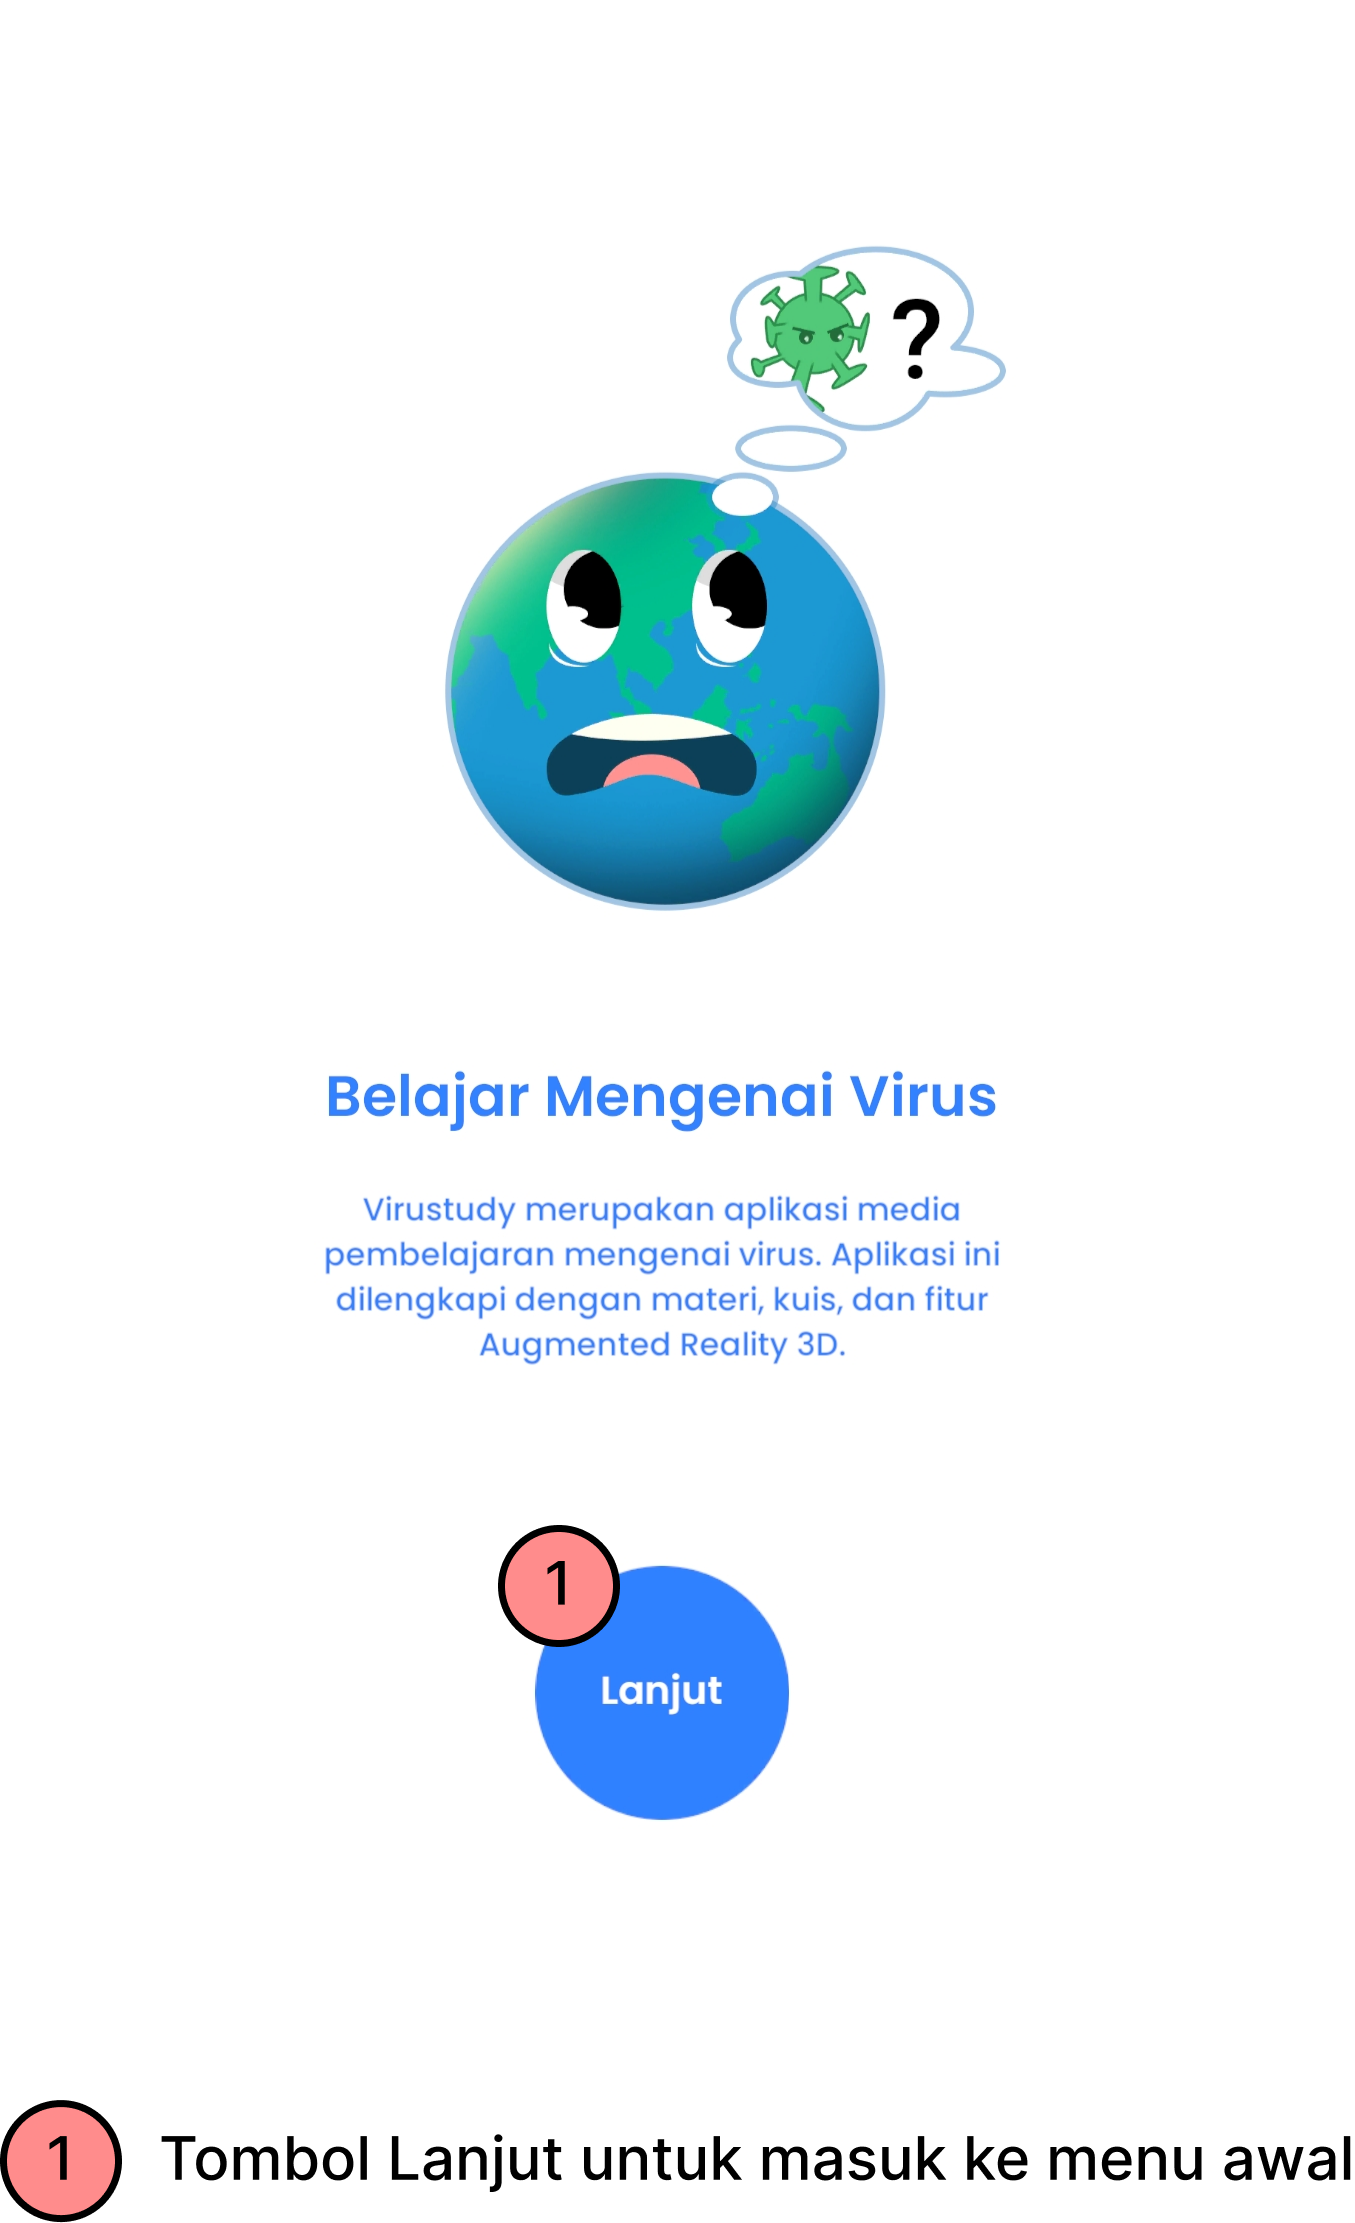 ?
Belajar Mengenai Virus
Virustudy merupakan aplikasi media
pembelajaran mengenai virus. Aplikasi ini
dilengkapi dengan materi, kuis, dan fitur
Augmented Reality 3D.
1
Lanjut
1 Tombol Lanjut untuk masuk ke menu awal